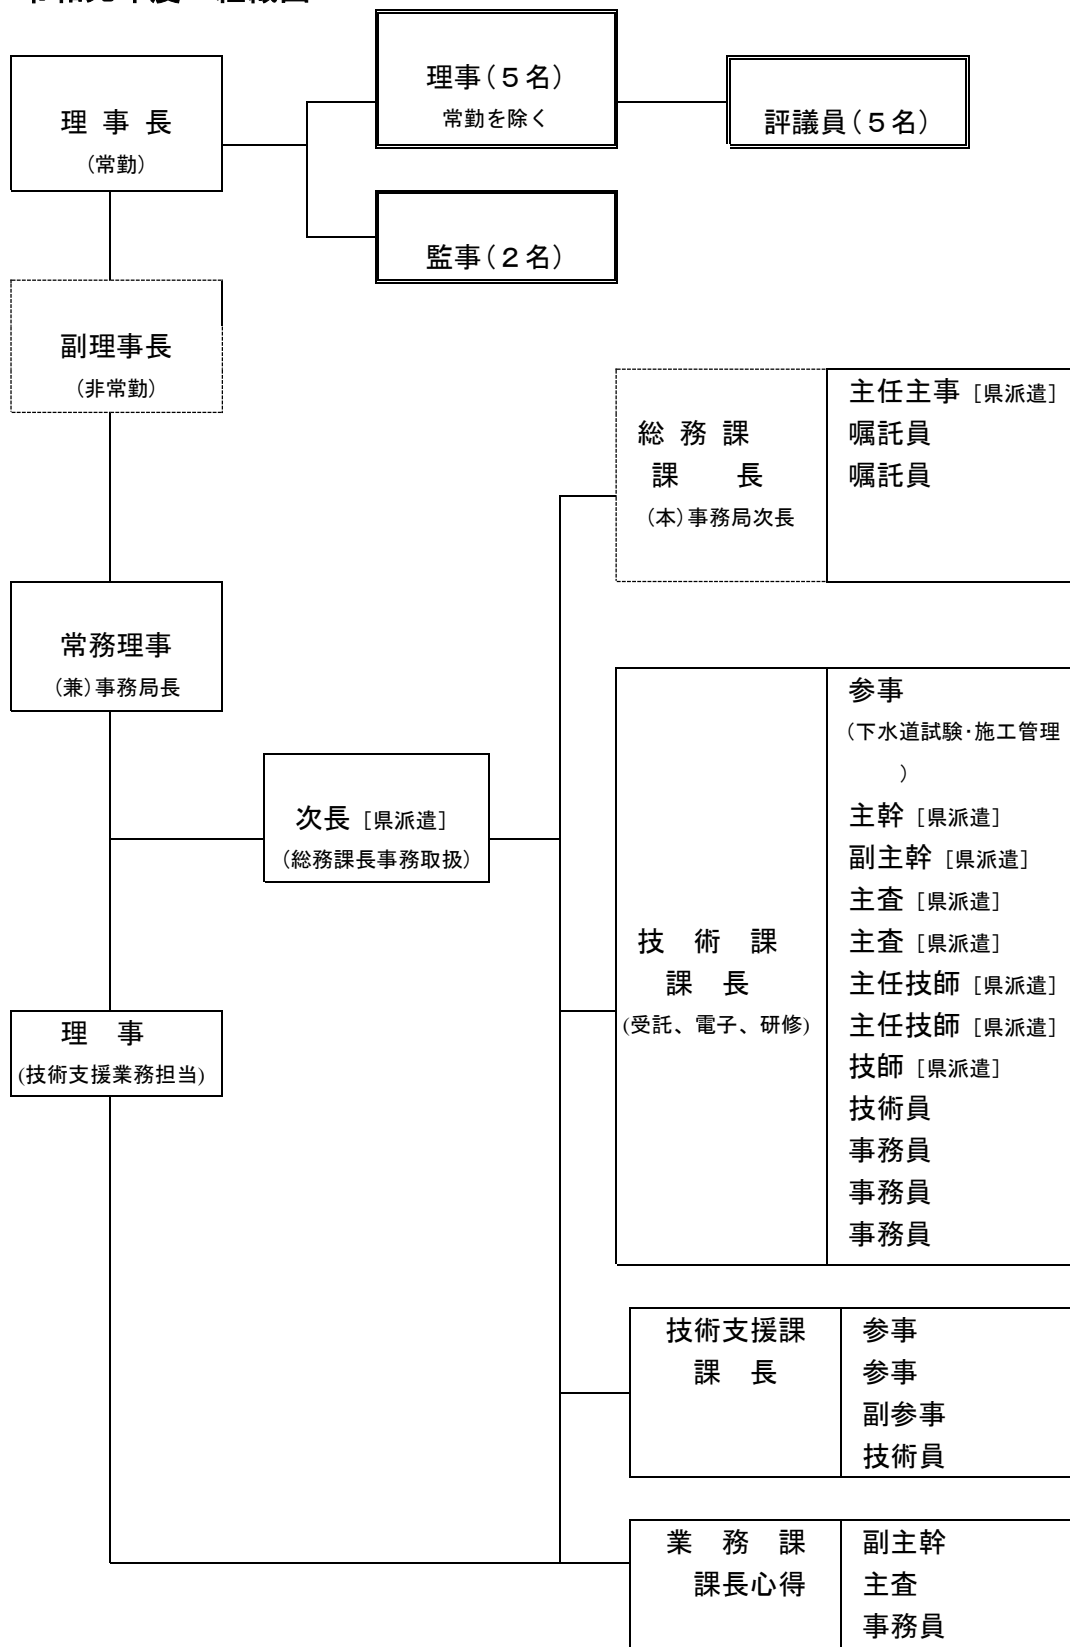 理事（５名）
常勤を除く
理 事 長
（常勤）
評議員（５名）
監事（２名）
副理事長
（非常勤）
総 務 課
課　　長
（本）事務局次長
主任主事［県派遣］
嘱託員
嘱託員
常務理事
（兼）事務局長
次長［県派遣］
（総務課長事務取扱）
理　事
(技術支援業務担当)
技　術　課
課　長
(受託、電子、研修)
参事
（下水道試験・施工管理
）
主幹［県派遣］
副主幹［県派遣］
主査［県派遣］
主査［県派遣］
主任技師［県派遣］
主任技師［県派遣］
技師［県派遣］
技術員
事務員
事務員
事務員
技術支援課
課　長
参事
参事
副参事
技術員
業　務　課
課長心得
副主幹
主査
事務員